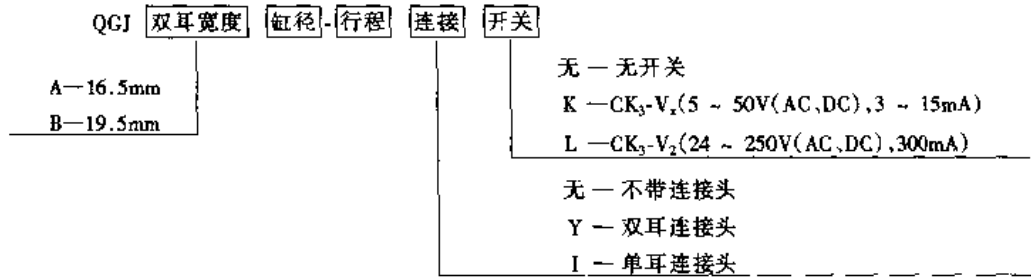 QGJ 双耳宽度 缸径-行程 连接 开关
A—16.5mm
B—19.5mm
无 — 无开关
K —CK₃-Vₓ(5 ~ 50V(AC、DC),3 ~ 15mA)
L —CK₃-V₂(24 ~ 250V(AC、DC),300mA)
无 — 不带连接头
Y — 双耳连接头
I — 单耳连接头